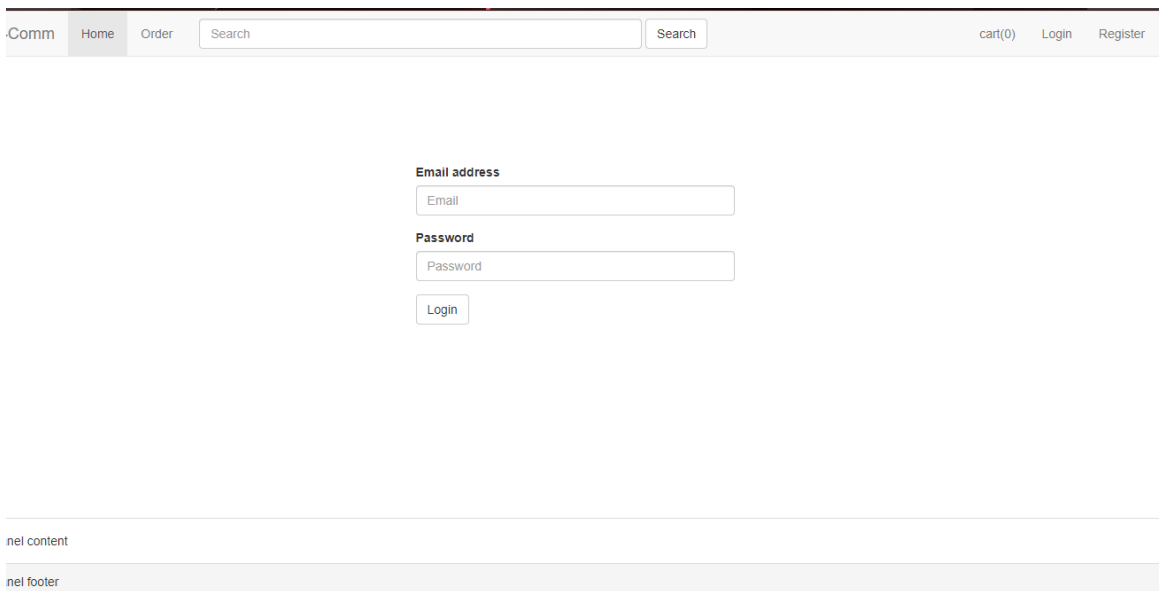 Comm Home Order Search Search cart(0) Login Register
Email address
Email
Password
Password
Login
nel content
nel footer